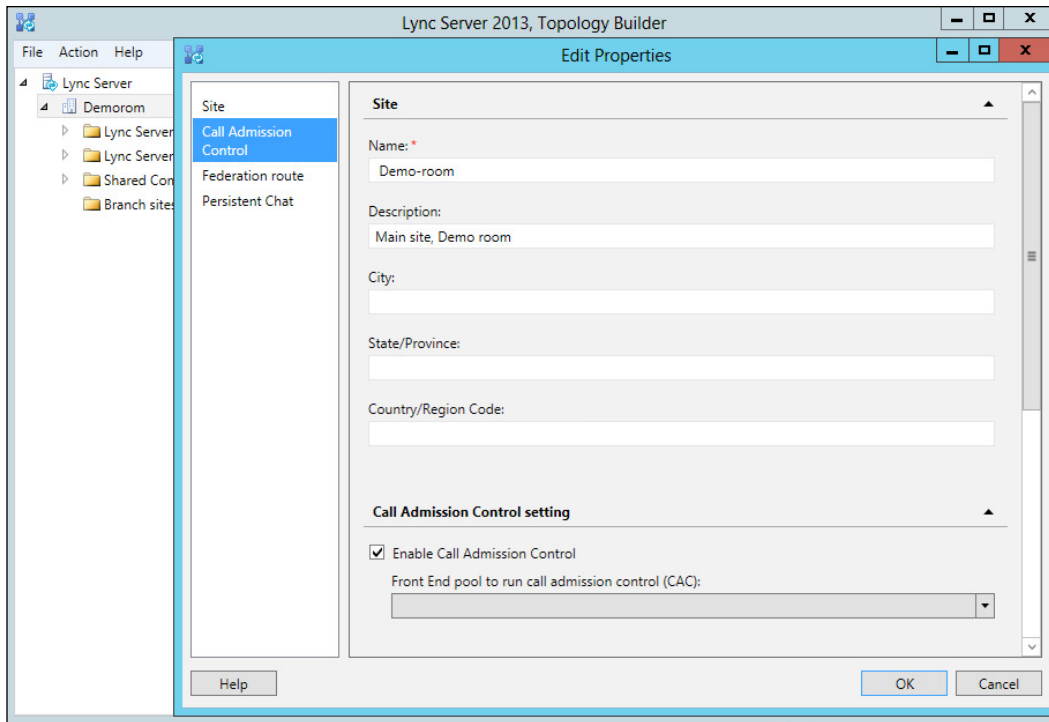 Lync Server 2013, Topology Builder
File Action Help
Edit Properties
Lync Server
Demorom
Lync Server
Lync Server
Shared Con
Branch sites
Site
Call Admission
Control
Federation route
Persistent Chat
Site
Name:*
Demo-room
Description:
Main site, Demo room
City:
State/Province:
Country/Region Code:
Call Admission Control setting
Enable Call Admission Control
Front End pool to run call admission control (CAC):
Help
OK
Cancel